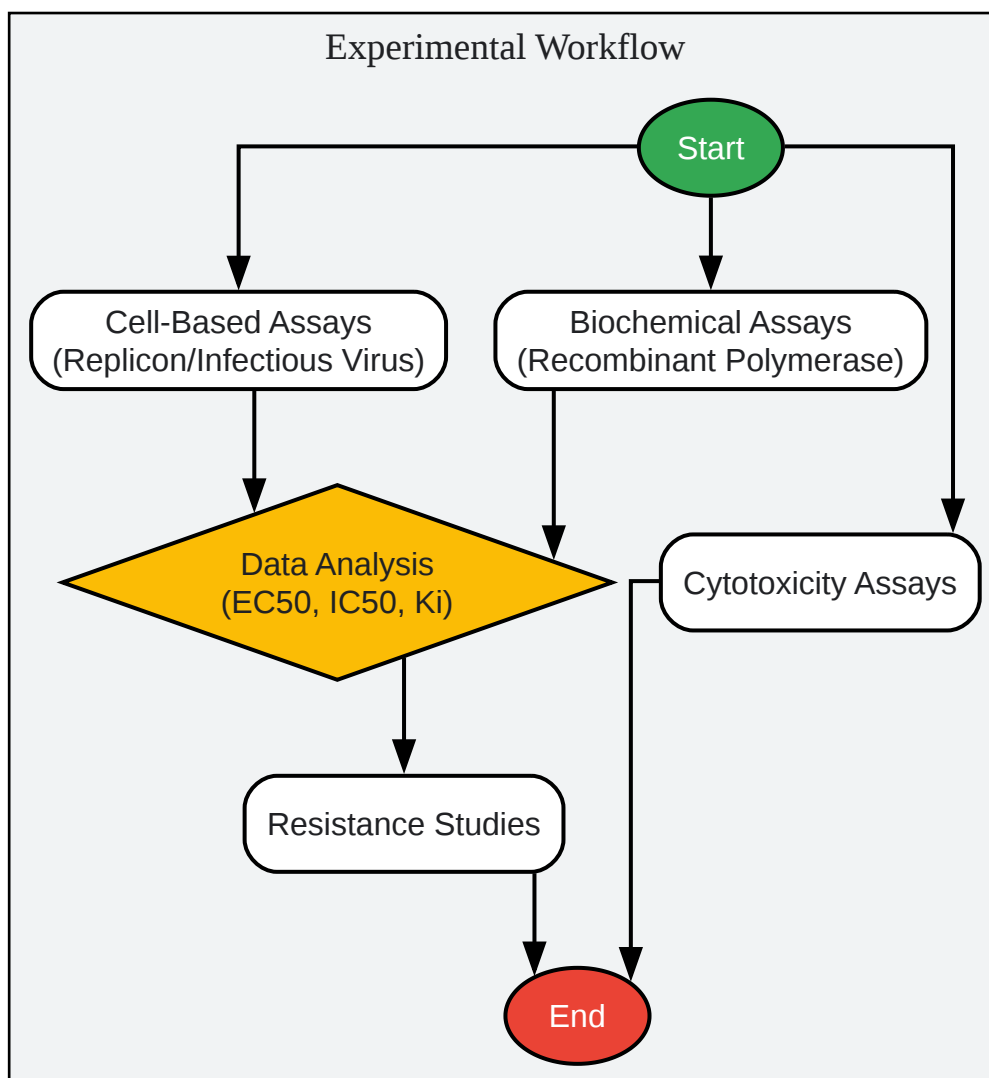 Experimental Workflow
Start
Cell-Based Assays
(Replicon/Infectious Virus)
Biochemical Assays
(Recombinant Polymerase)
Data Analysis
(EC50, IC50, Ki)
Cytotoxicity Assays
Resistance Studies
End